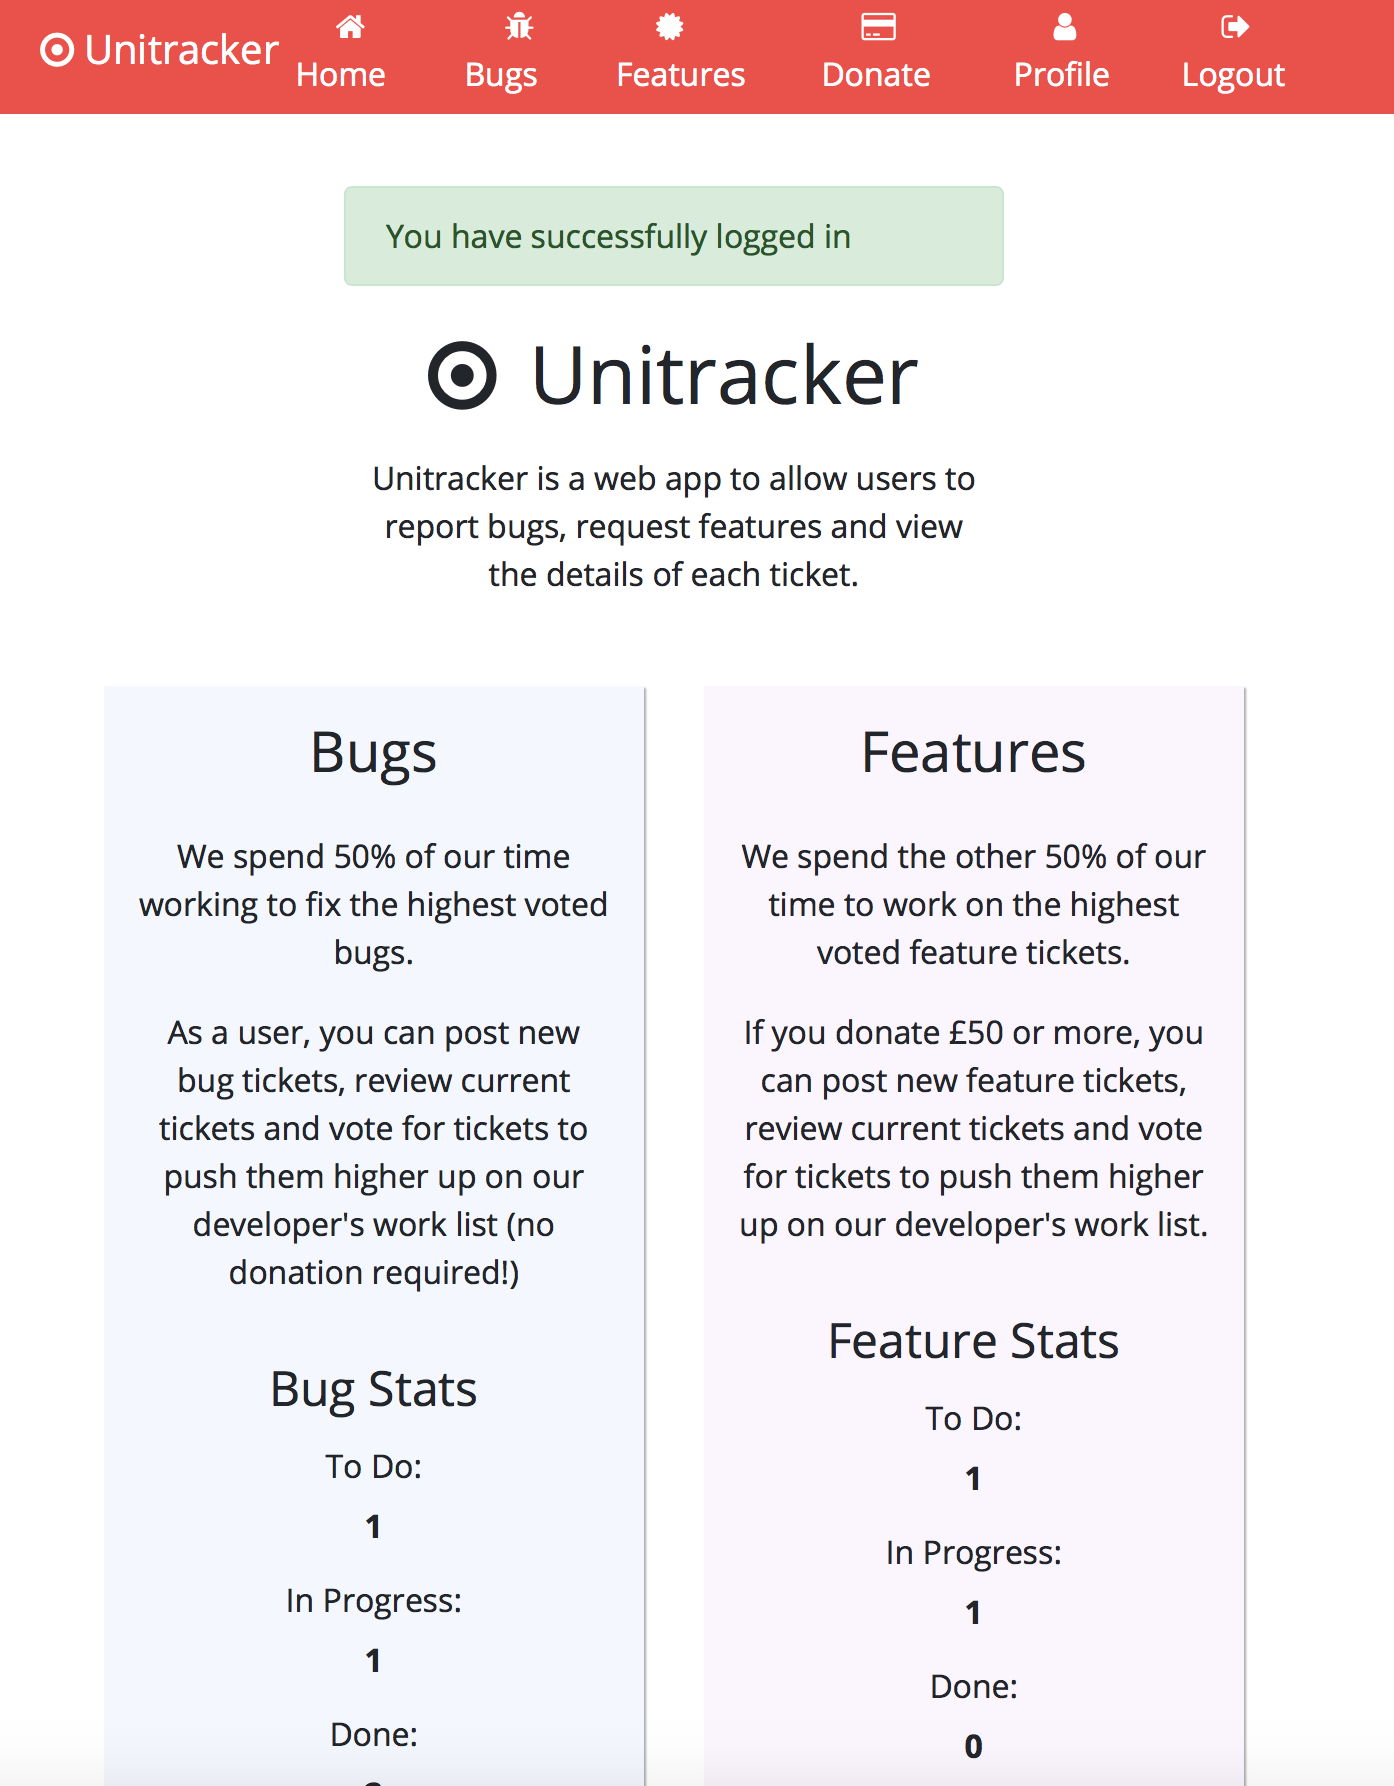 Unitracker
Home
Bugs
Features
Donate
Profile
Logout
You have successfully logged in
Unitracker
Unitracker is a web app to allow users to
report bugs, request features and view
the details of each ticket.
Bugs
We spend 50% of our time
working to fix the highest voted
bugs.
As a user, you can post new
bug tickets, review current
tickets and vote for tickets to
push them higher up on our
developer's work list (no
donation required!)
Bug Stats
To Do:
1
In Progress:
1
Done:
Features
We spend the other 50% of our
time to work on the highest
voted feature tickets.
If you donate £50 or more, you
can post new feature tickets,
review current tickets and vote
for tickets to push them higher
up on our developer's work list.
Feature Stats
To Do:
1
In Progress:
1
Done:
0